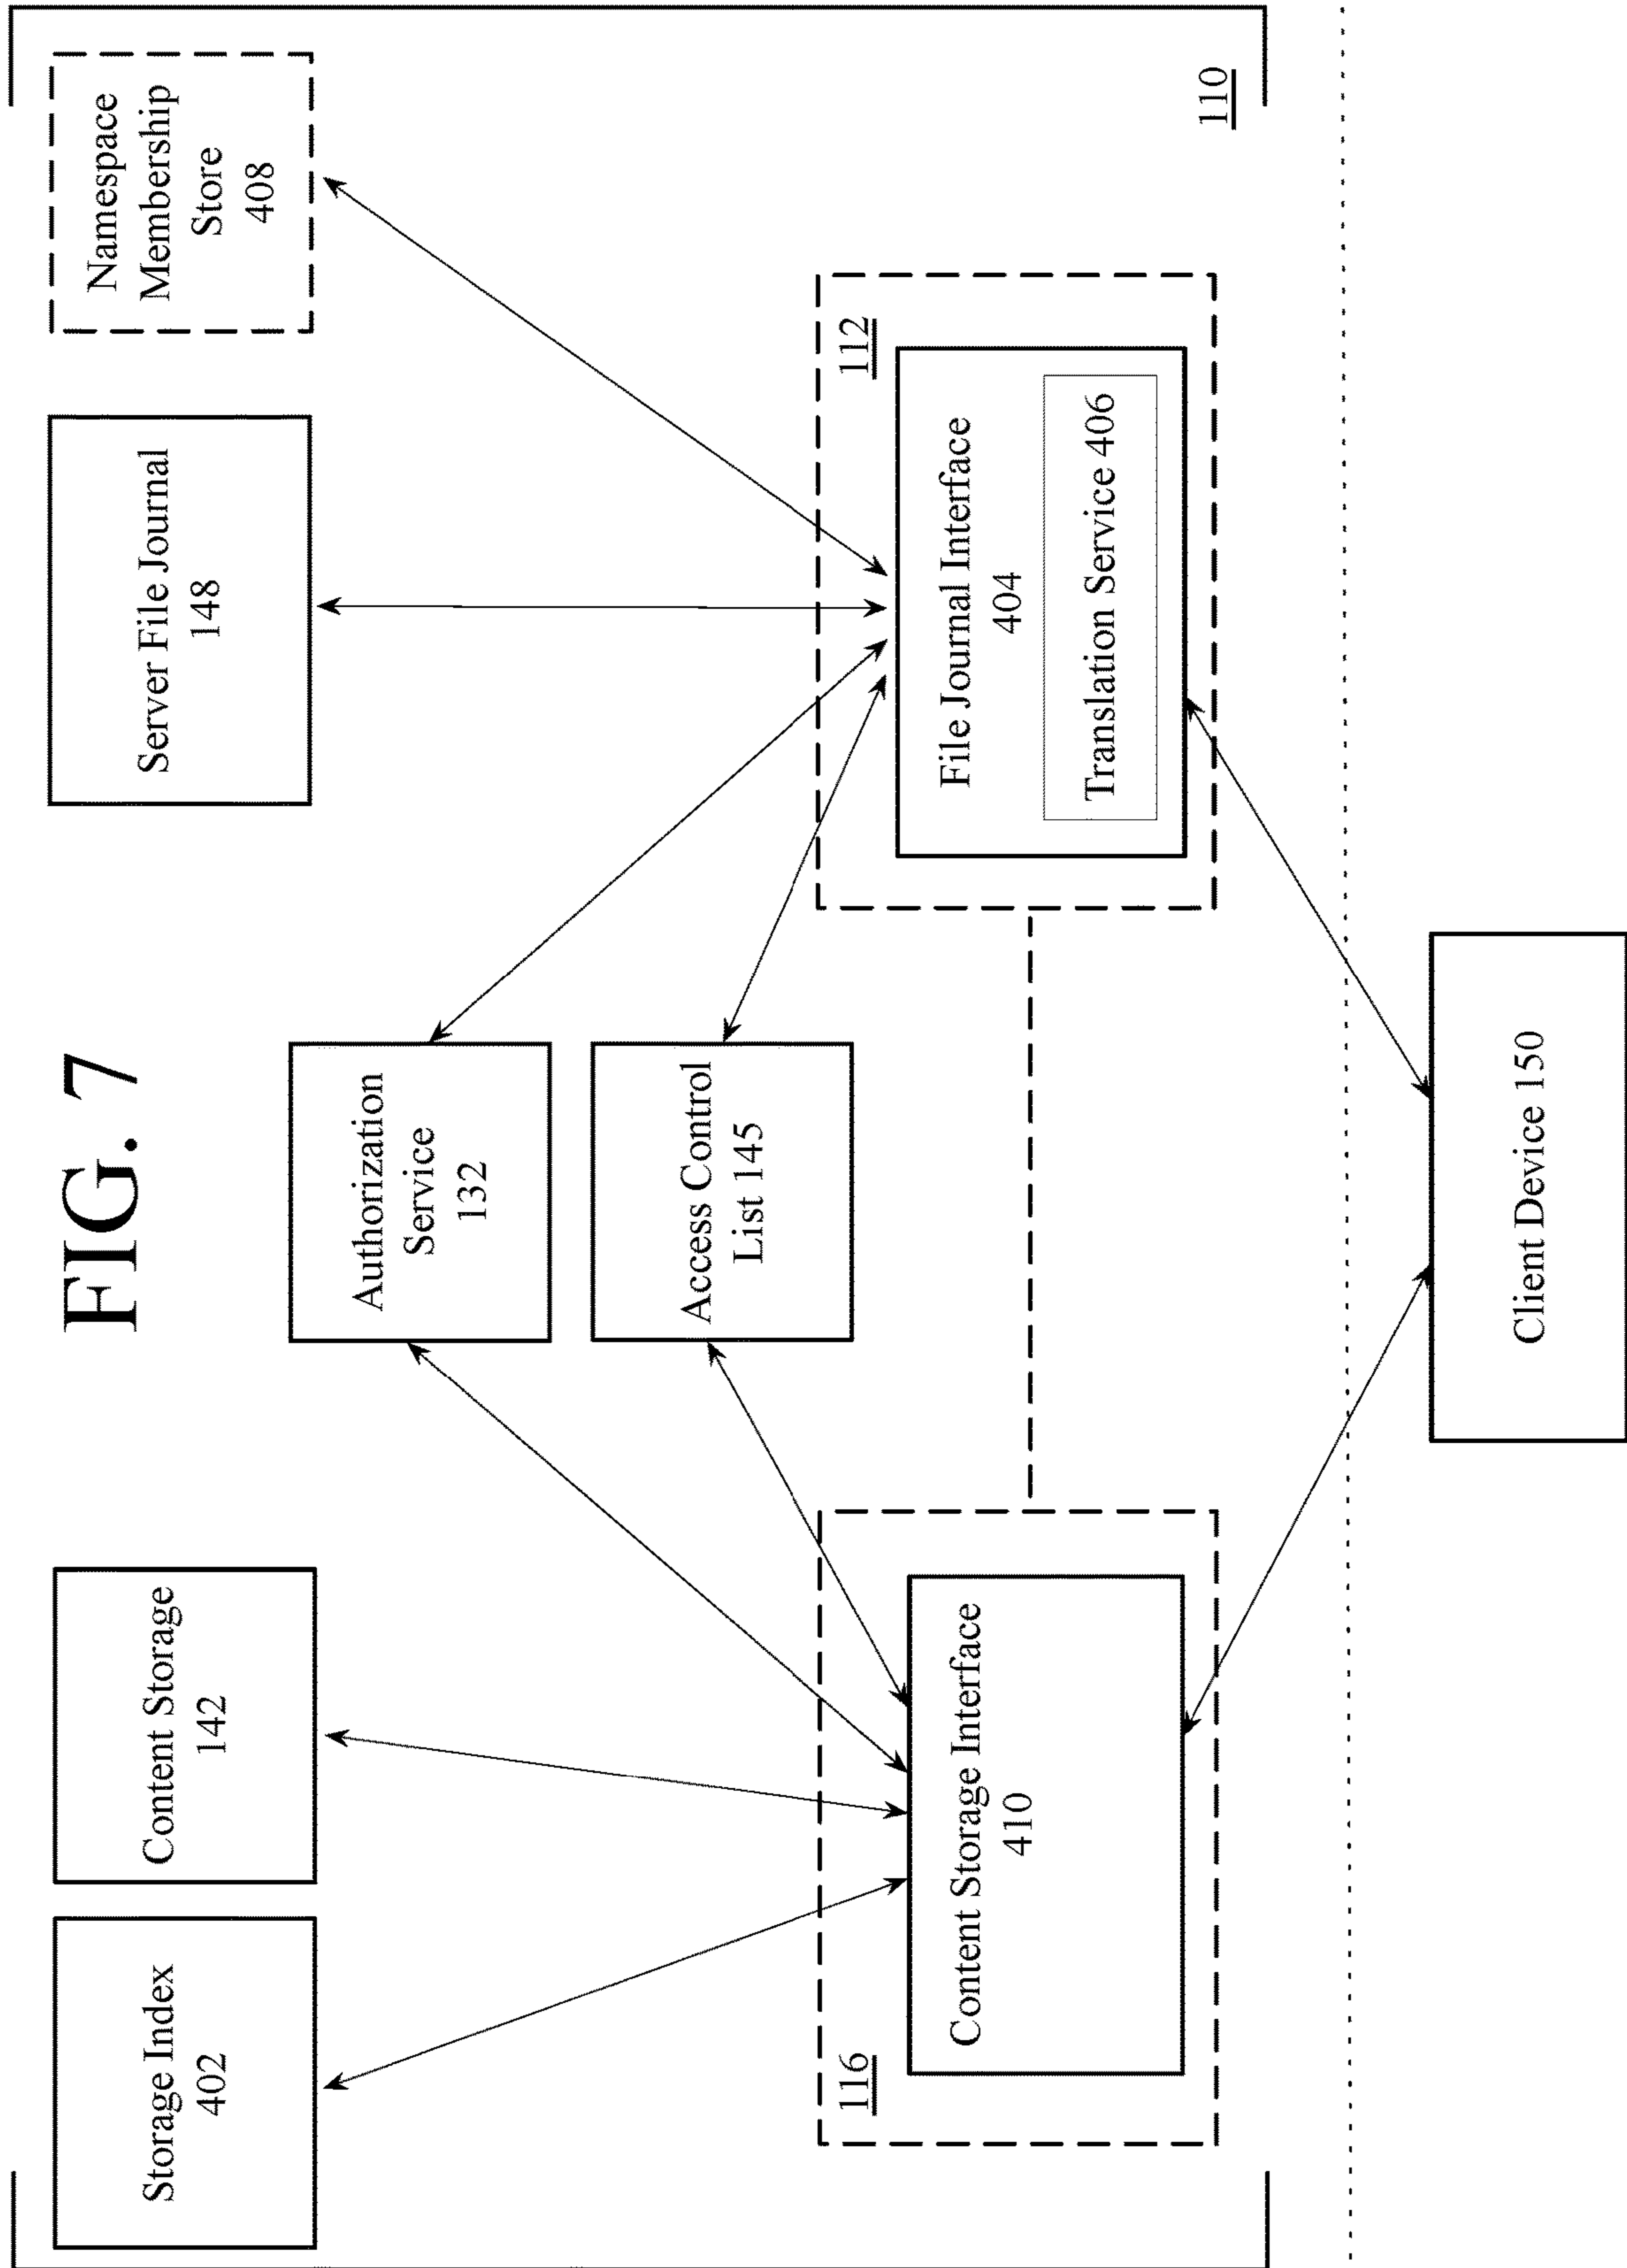 FIG. 7
Storage Index
402
Content Storage
142
Authorization
Service
132
Access Control
List 145
Server File Journal
148
Namespace
Membership
Store
408
116
Content Storage Interface
410
112
File Journal Interface
404
Translation Service 406
110
Client Device 150